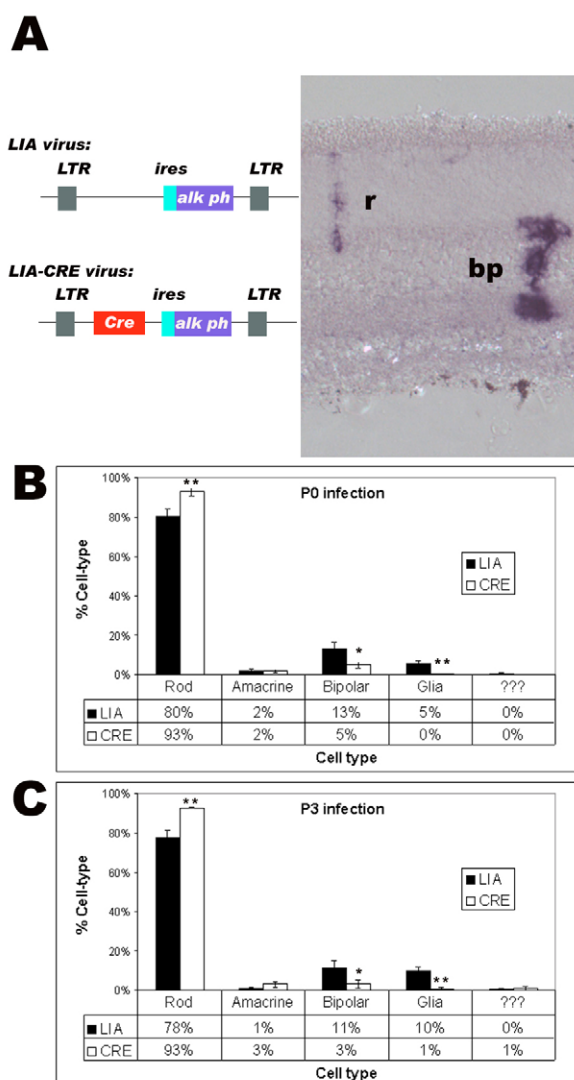 A
LIA virus:
LTR ires LTR
alk ph
LIA-CRE virus:
LTR ires LTR
Cre alk ph
r
bp
B
P0 infection
100%
80%
60%
40%
20%
0%
% Cell-type
**
*
**
LIA
CRE
Rod Amacrine Bipolar Glia ???
LIA 80% 2% 13% 5% 0%
CRE 93% 2% 5% 0% 0%
Cell type
C
P3 infection
100%
80%
60%
40%
20%
0%
% Cell-type
**
*
**
LIA
CRE
Rod Amacrine Bipolar Glia ???
LIA 78% 1% 11% 10% 0%
CRE 93% 3% 3% 1% 1%
Cell type